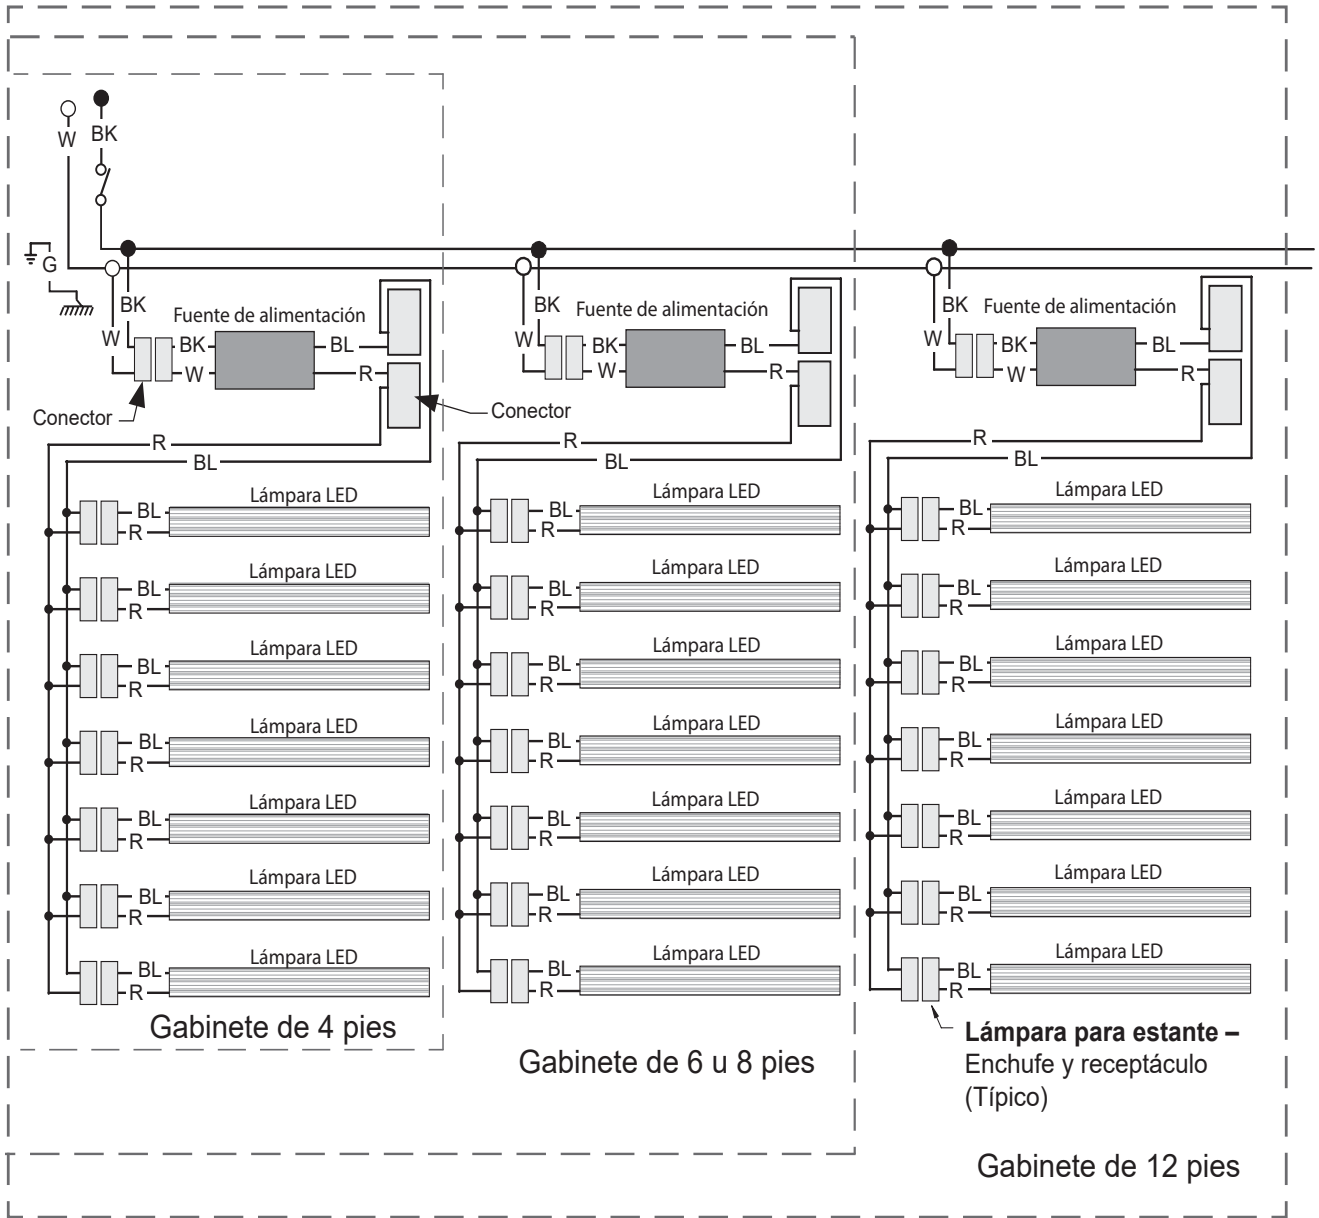 W
BK
G
BK
W
Fuente de alimentación
BK
BL
W
R
Conector
Conector
R
BL
Lámpara LED
BL
R
Lámpara LED
BL
R
Lámpara LED
BL
R
Lámpara LED
BL
R
Lámpara LED
BL
R
Lámpara LED
BL
R
Lámpara LED
BL
R
Gabinete de 4 pies
BK
W
Fuente de alimentación
BK
BL
W
R
R
BL
Lámpara LED
BL
R
Lámpara LED
BL
R
Lámpara LED
BL
R
Lámpara LED
BL
R
Lámpara LED
BL
R
Lámpara LED
BL
R
Lámpara LED
BL
R
Gabinete de 6 u 8 pies
BK
W
Fuente de alimentación
BK
BL
W
R
R
BL
Lámpara LED
BL
R
Lámpara LED
BL
R
Lámpara LED
BL
R
Lámpara LED
BL
R
Lámpara LED
BL
R
Lámpara LED
BL
R
Lámpara LED
BL
R
Lámpara para estante –
Enchufe y receptáculo
(Típico)
Gabinete de 12 pies